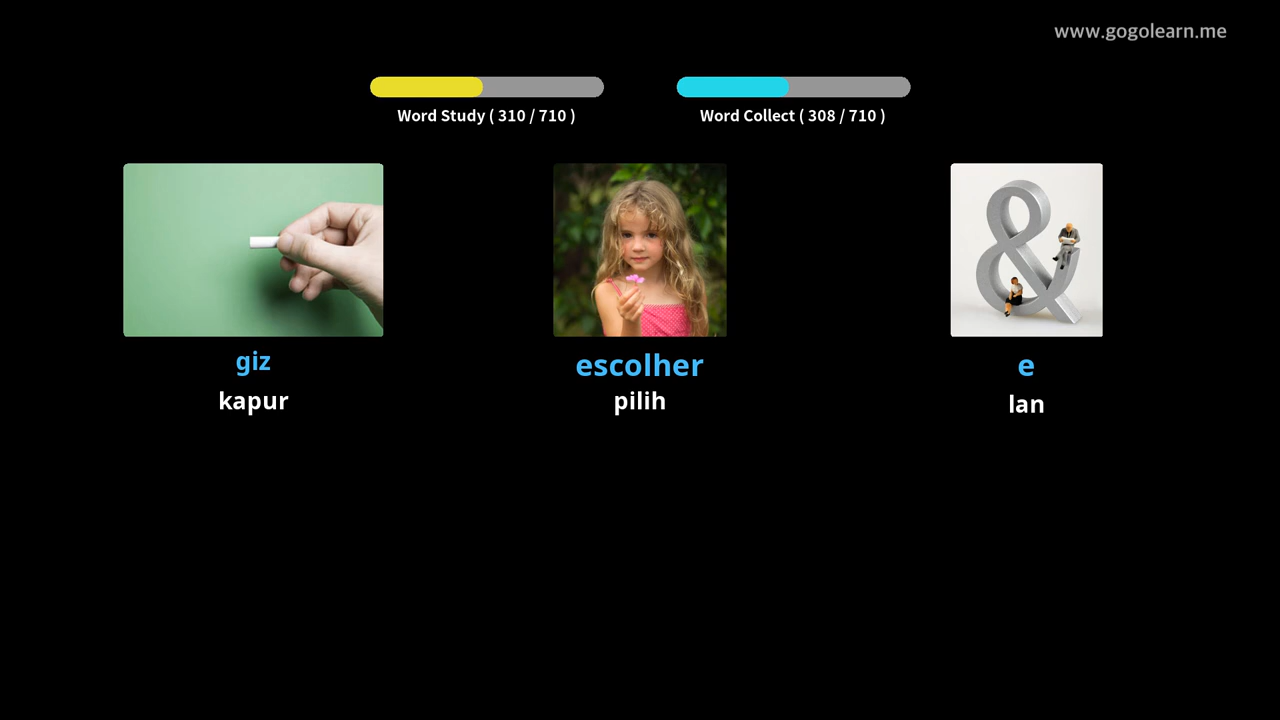 www.gogolearn.me
Word Study ( 310 / 710 )
Word Collect ( 308 / 710 )
giz
kapur
escolher
pilih
&
e
lan